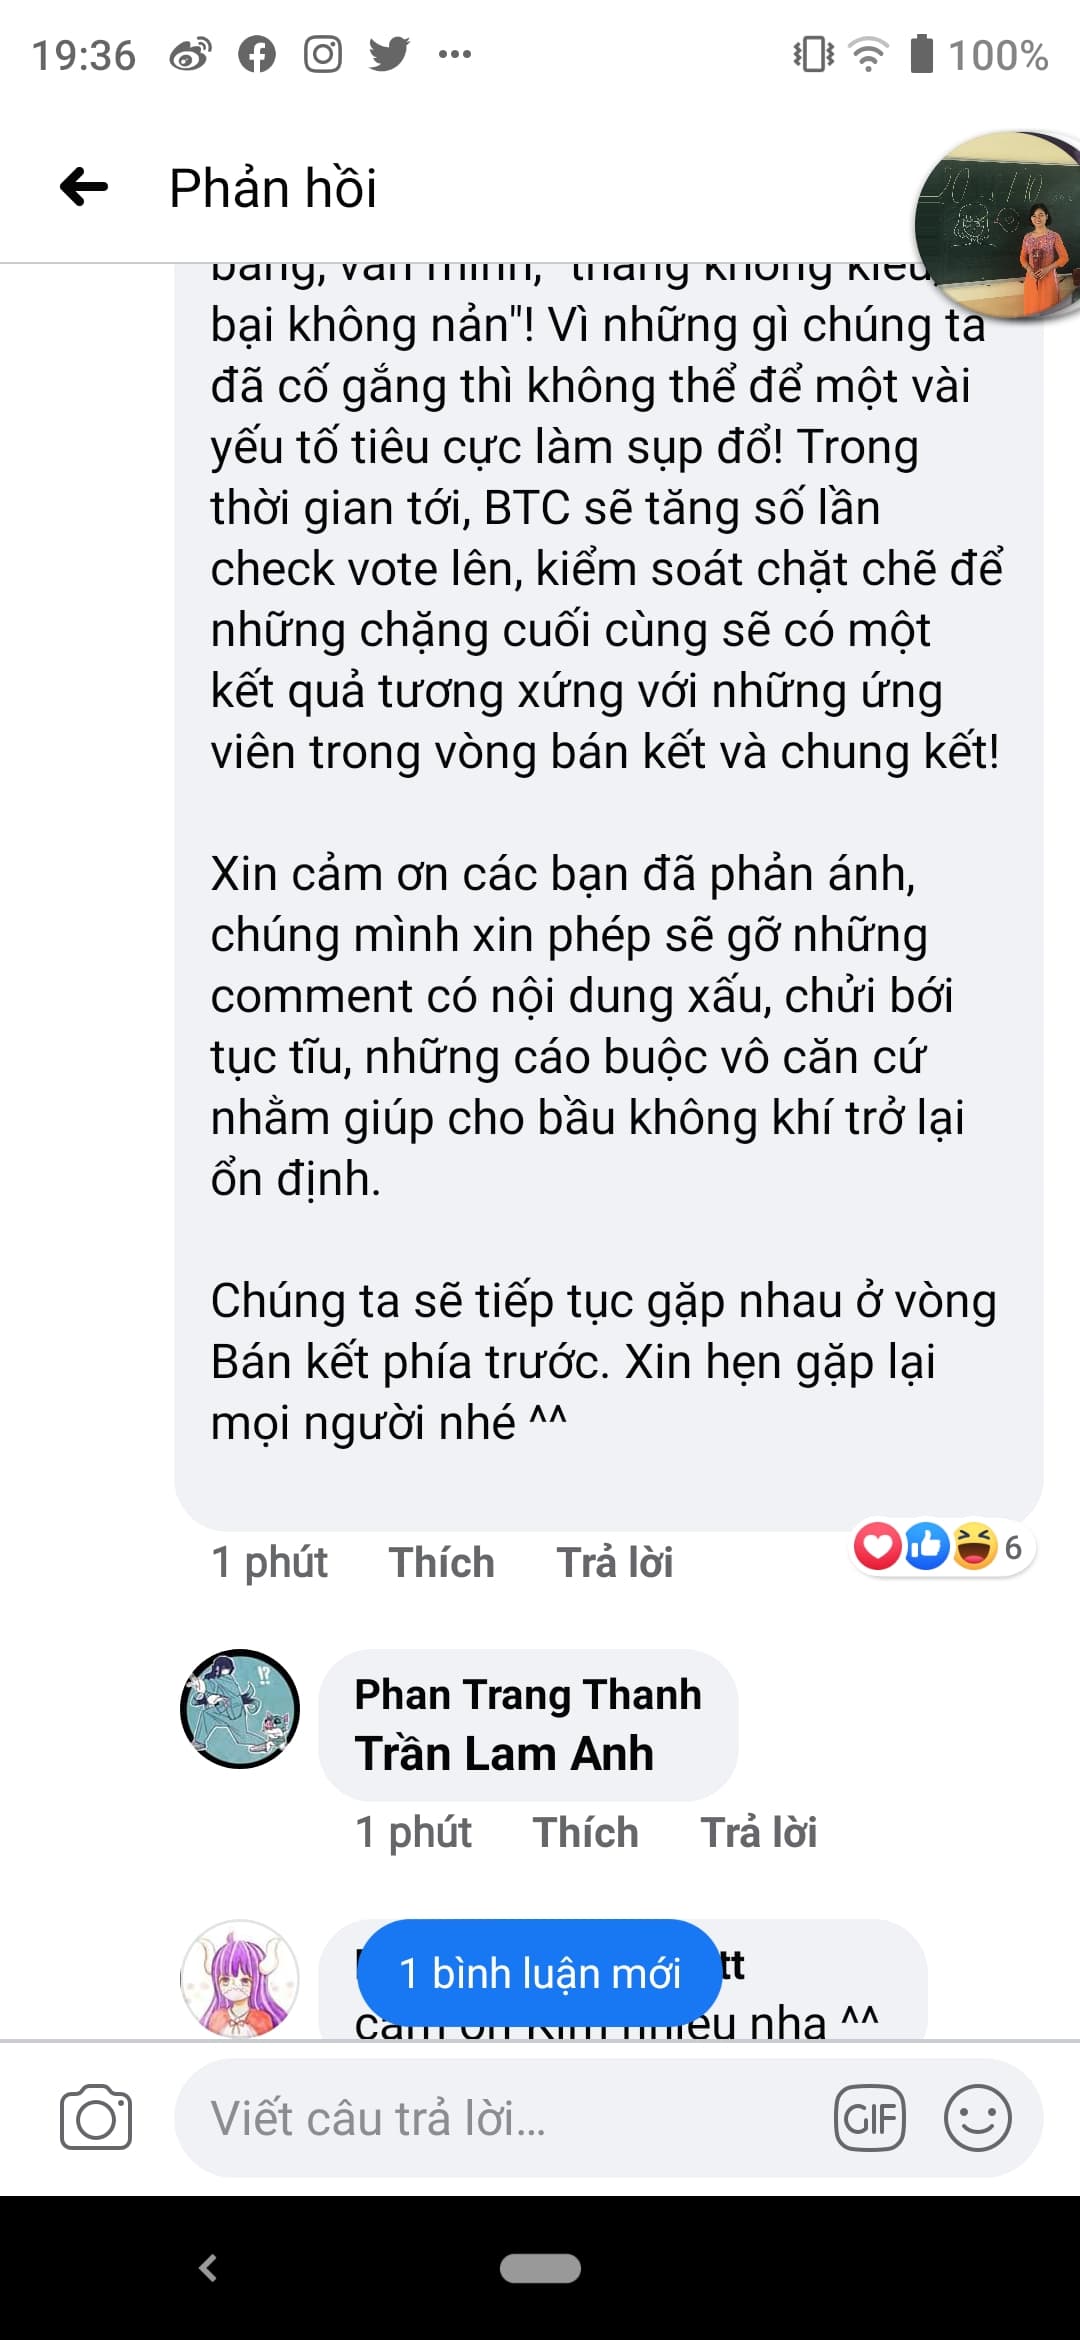 19:36
100%
Phản hồi
bại không nản"! Vì những gì chúng ta
đã cố gắng thì không thể để một vài
yếu tố tiêu cực làm sụp đổ! Trong
thời gian tới, BTC sẽ tăng số lần
check vote lên, kiểm soát chặt chẽ để
những chặng cuối cùng sẽ có một
kết quả tương xứng với những ứng
viên trong vòng bán kết và chung kết!
Xin cảm ơn các bạn đã phản ánh,
chúng mình xin phép sẽ gỡ những
comment có nội dung xấu, chửi bới
tục tĩu, những cáo buộc vô căn cứ
nhằm giúp cho bầu không khí trở lại
ổn định.
Chúng ta sẽ tiếp tục gặp nhau ở vòng
Bán kết phía trước. Xin hẹn gặp lại
mọi người nhé ^^
1 phút Thích Trả lời 6
Phan Trang Thanh
Trần Lam Anh
1 phút Thích Trả lời
1 bình luận mới
nha ^^
Viết câu trả lời...
GIF